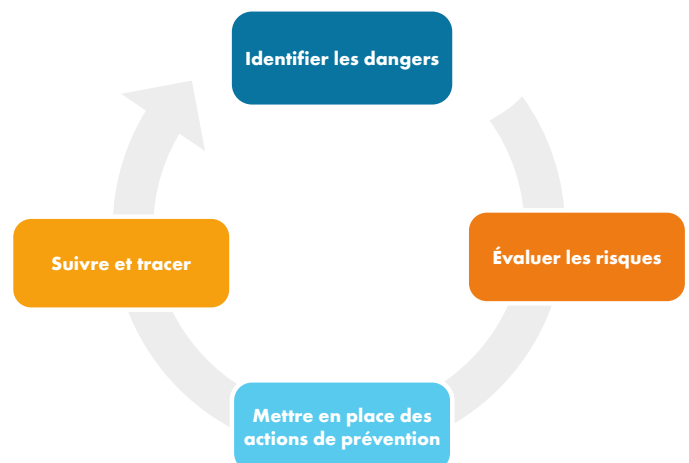 Identifier les dangers
Évaluer les risques
Mettre en place des
actions de prévention
Suivre et tracer